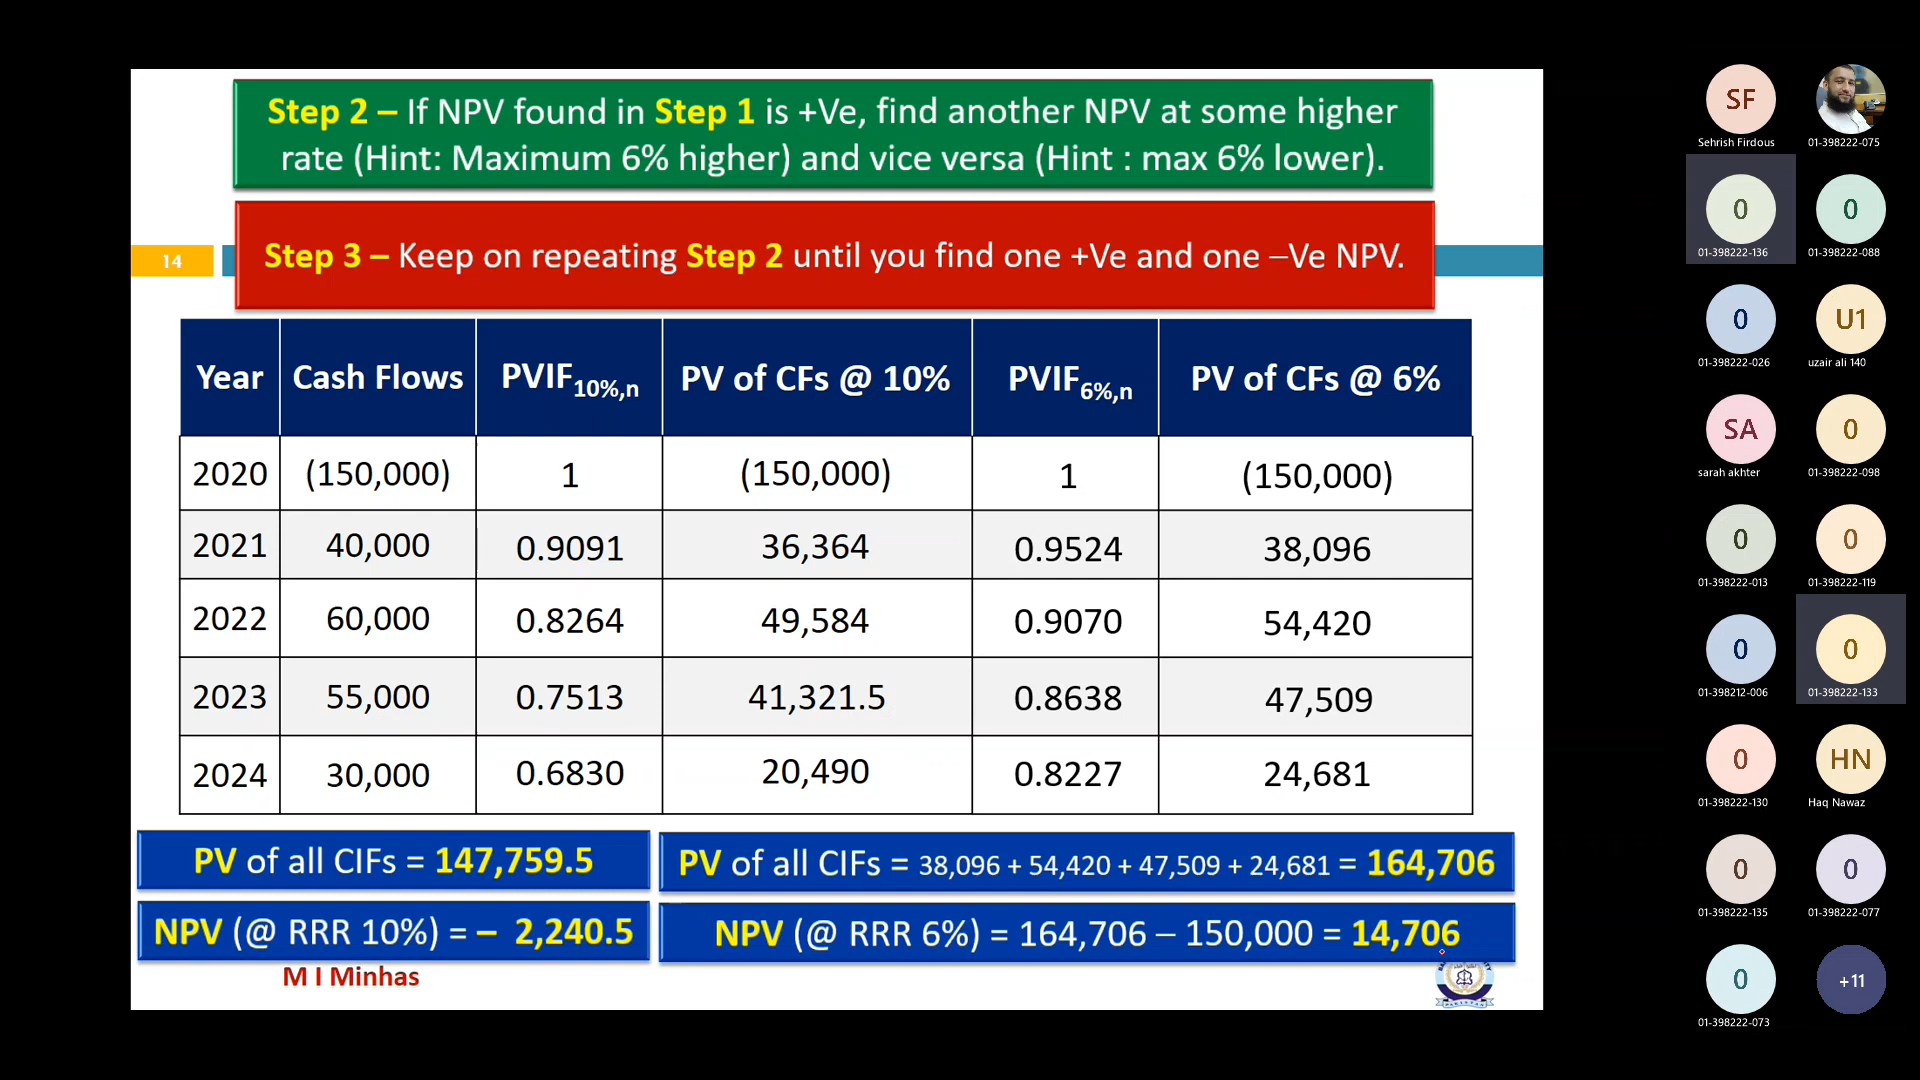 Step 2 – If NPV found in Step 1 is +Ve, find another NPV at some higher
rate (Hint: Maximum 6% higher) and vice versa (Hint : max 6% lower).
14
Step 3 – Keep on repeating Step 2 until you find one +Ve and one –Ve NPV.
Year Cash Flows PVIF10%,n PV of CFs @ 10% PVIF6%,n PV of CFs @ 6%
2020 (150,000) 1 (150,000) 1 (150,000)
2021 40,000 0.9091 36,364 0.9524 38,096
2022 60,000 0.8264 49,584 0.9070 54,420
2023 55,000 0.7513 41,321.5 0.8638 47,509
2024 30,000 0.6830 20,490 0.8227 24,681
PV of all CIFs = 147,759.5
PV of all CIFs = 38,096 + 54,420 + 47,509 + 24,681 = 164,706
NPV (@ RRR 10%) = – 2,240.5
NPV (@ RRR 6%) = 164,706 – 150,000 = 14,706
M I Minhas
SF
Sehrish Firdous
01-398222-075
0
01-398222-136
0
01-398222-088
0
01-398222-026
U1
uzair ali 140
SA
sarah akhter
0
01-398222-098
0
01-398222-013
0
01-398222-119
0
01-398212-006
0
01-398222-133
0
01-398222-130
HN
Haq Nawaz
0
01-398222-135
0
01-398222-077
0
01-398222-073
+11